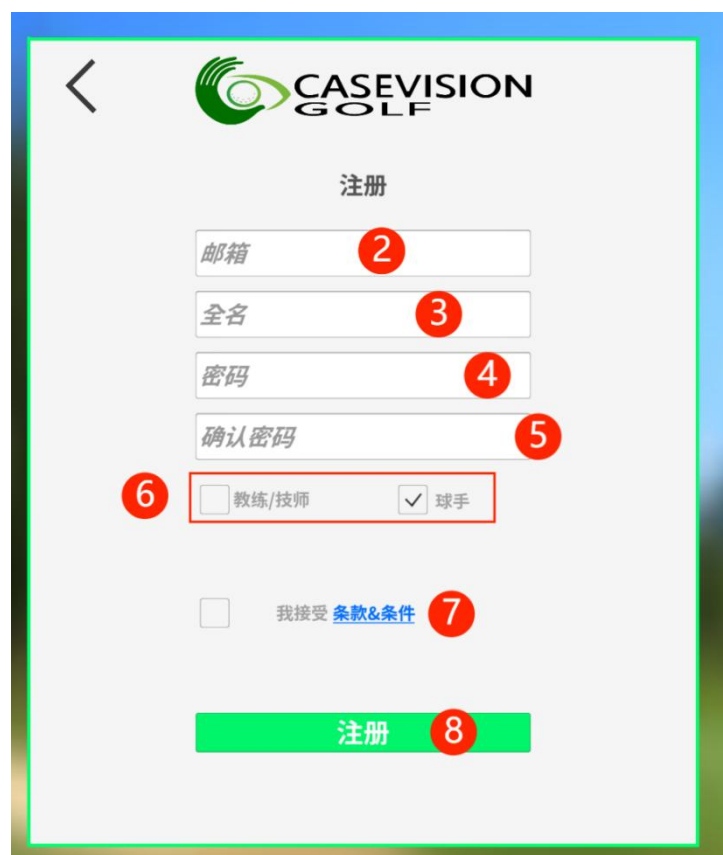 CASEVISION
GOLF
注册
邮箱 2
全名 3
密码 4
确认密码 5
6 教练/技师 球手
我接受 条款&条件 7
注册 8